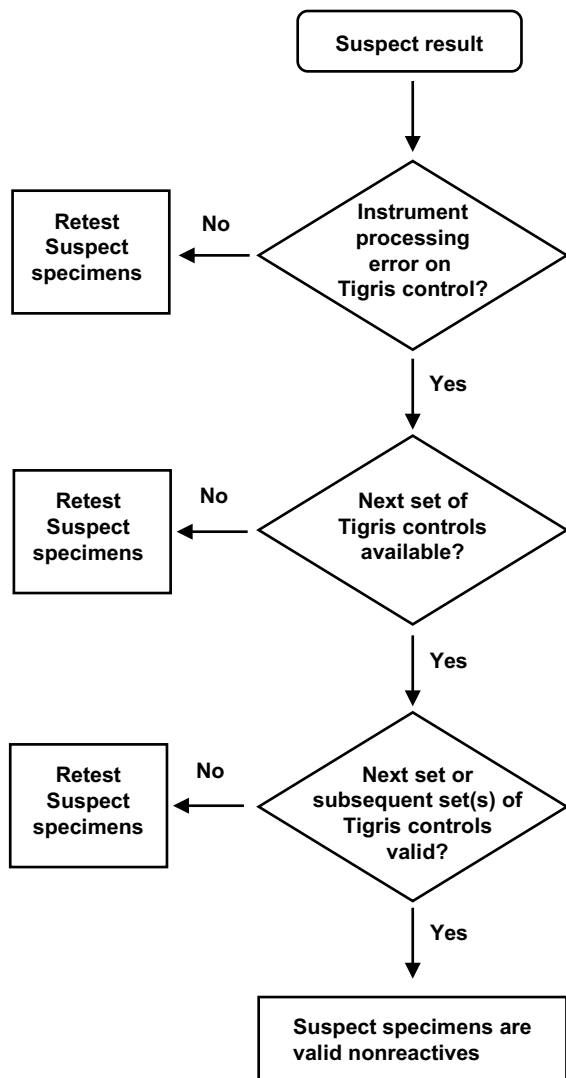 Suspect result
Instrument
processing
error on
Tigris control?
No
Retest
Suspect
specimens
Yes
Next set of
Tigris controls
available?
No
Retest
Suspect
specimens
Yes
Next set or
subsequent set(s) of
Tigris controls
valid?
No
Retest
Suspect
specimens
Yes
Suspect specimens are
valid nonreactives